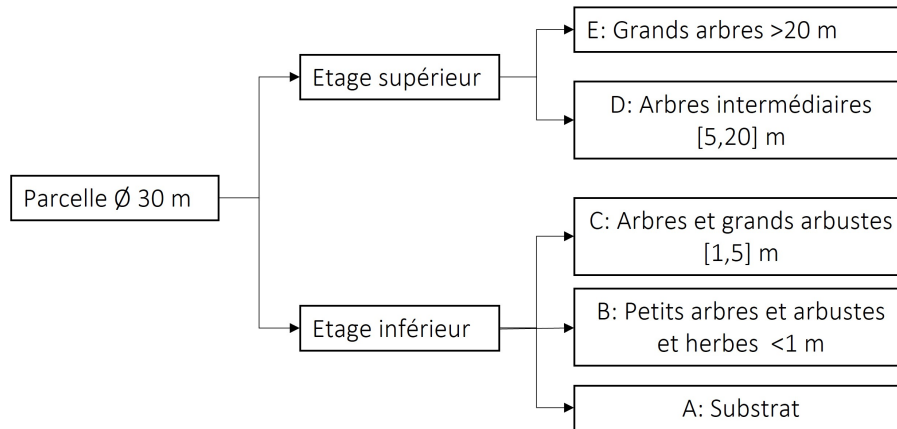 E: Grands arbres >20 m
Etage supérieur
D: Arbres intermédiaires
[5,20] m
Parcelle Ø 30 m
C: Arbres et grands arbustes
[1,5] m
Etage inférieur
B: Petits arbres et arbustes
et herbes <1 m
A: Substrat